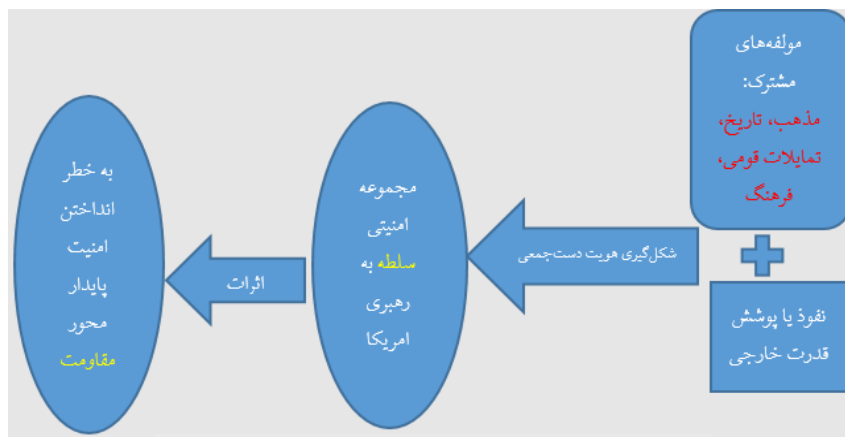 مولفه‌های
مشترک:
مذهب، تاریخ،
تمایلات قومی،
فرهنگ
نفوذ یا پوشش
قدرت خارجی
شکل‌گیری هویت دست‌جمعی
مجموعه
امنیتی
سلطه به
رهبری
امریکا
اثرات
به خطر
انداختن
امنیت
پایدار
محور
مقاومت